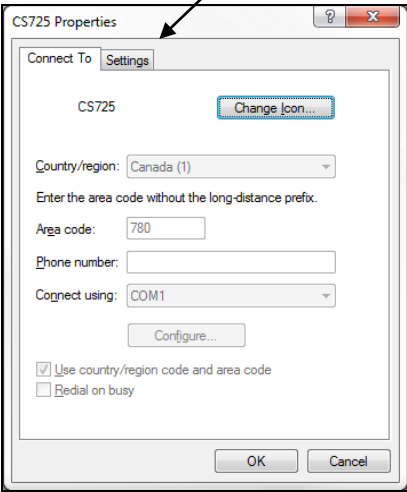 CS725 Properties
Connect To Settings
CS725 Change Icon...
Country/region: Canada (1)
Enter the area code without the long-distance prefix.
Area code: 780
Phone number:
Connect using: COM1
Configure...
Use country/region code and area code
Redial on busy
OK Cancel